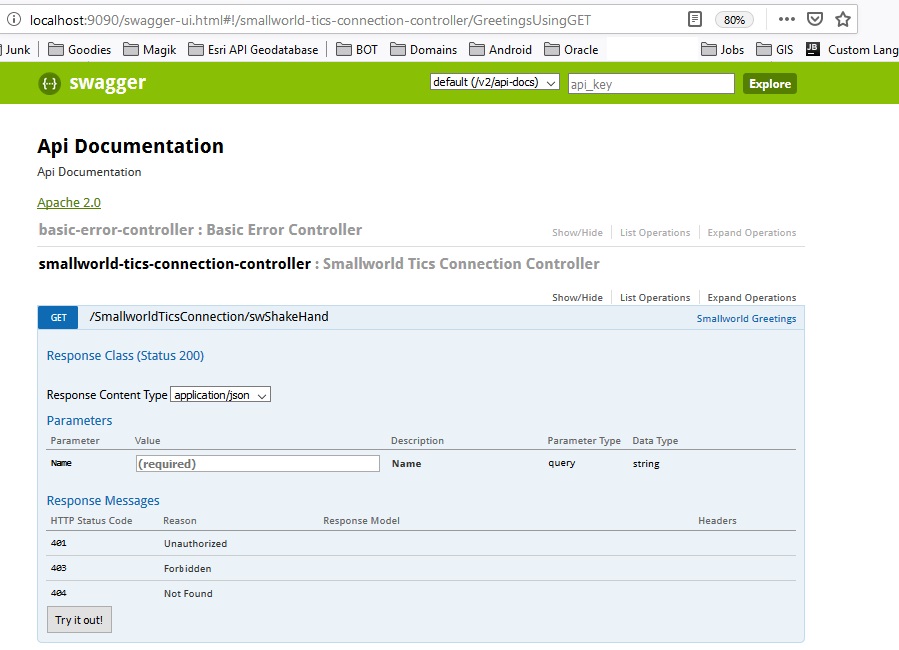 localhost:9090/swagger-ui.html#!/smallworld-tics-connection-controller/GreetingsUsingGET 80%
Junk Goodies Magik Esri API Geodatabase BOT Domains Android Oracle Jobs GIS JB Custom Lang
{···} swagger default (/v2/api-docs) api_key Explore
Api Documentation
Api Documentation
Apache 2.0
basic-error-controller : Basic Error Controller Show/Hide List Operations Expand Operations
smallworld-tics-connection-controller : Smallworld Tics Connection Controller
Show/Hide List Operations Expand Operations
GET /SmallworldTicsConnection/swShakeHand Smallworld Greetings
Response Class (Status 200)
Response Content Type application/json
Parameters
Parameter Value Description Parameter Type Data Type
Name (required) Name query string
Response Messages
HTTP Status Code Reason Response Model Headers
401 Unauthorized
403 Forbidden
404 Not Found
Try it out!